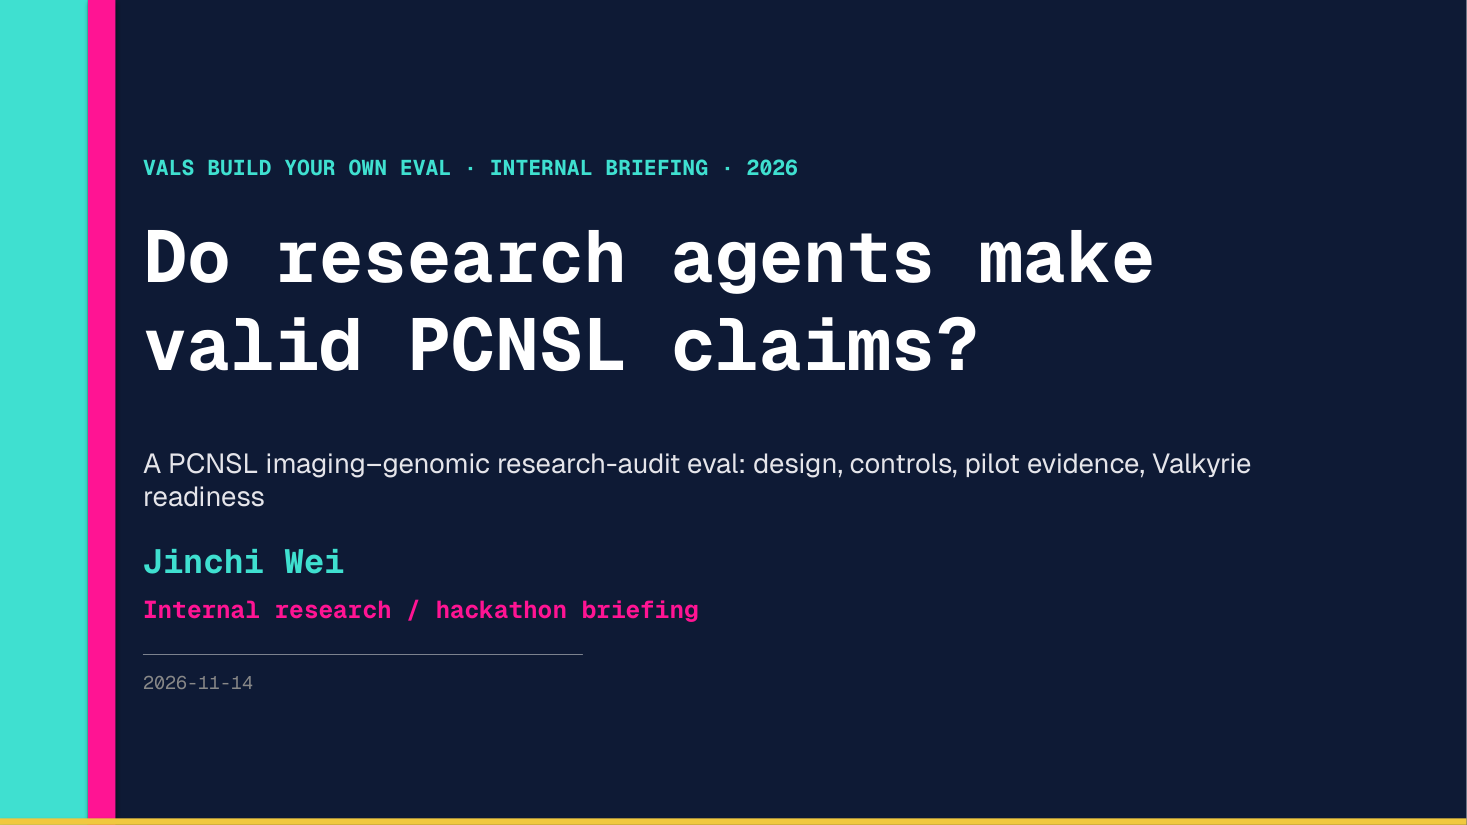 VALS BUILD YOUR OWN EVAL · INTERNAL BRIEFING · 2026
Do research agents make
valid PCNSL claims?
A PCNSL imaging–genomic research-audit eval: design, controls, pilot evidence, Valkyrie
readiness
Jinchi Wei
Internal research / hackathon briefing
2026-11-14